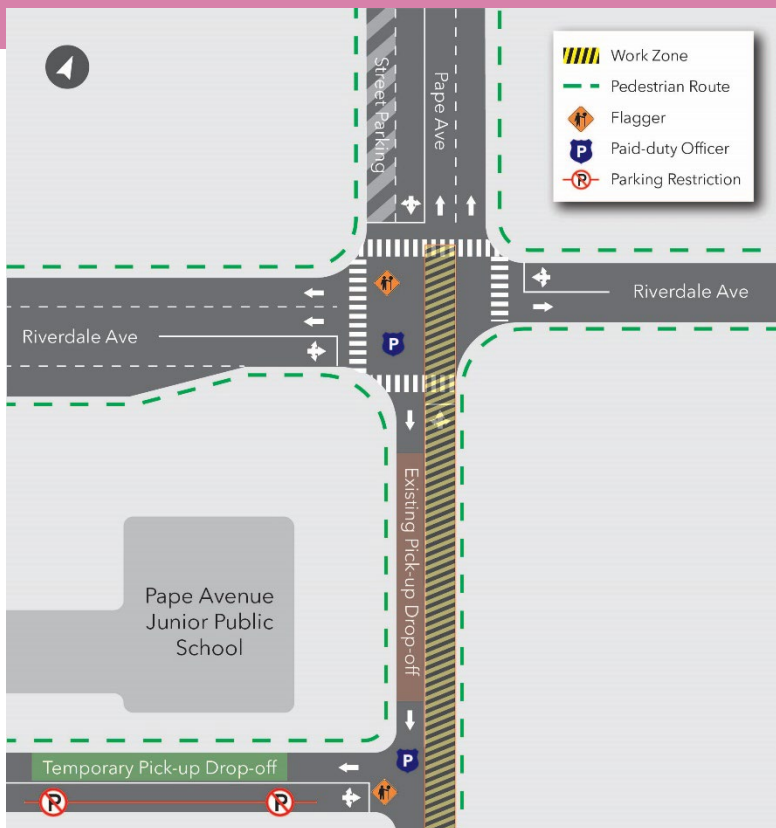 Work Zone
Pedestrian Route
Flagger
P
Paid-duty Officer
P
Parking Restriction
Street Parking
Pape Ave
Riverdale Ave
Riverdale Ave
P
Existing Pick-up Drop-off
Pape Avenue
Junior Public
School
P
Temporary Pick-up Drop-off
P
P